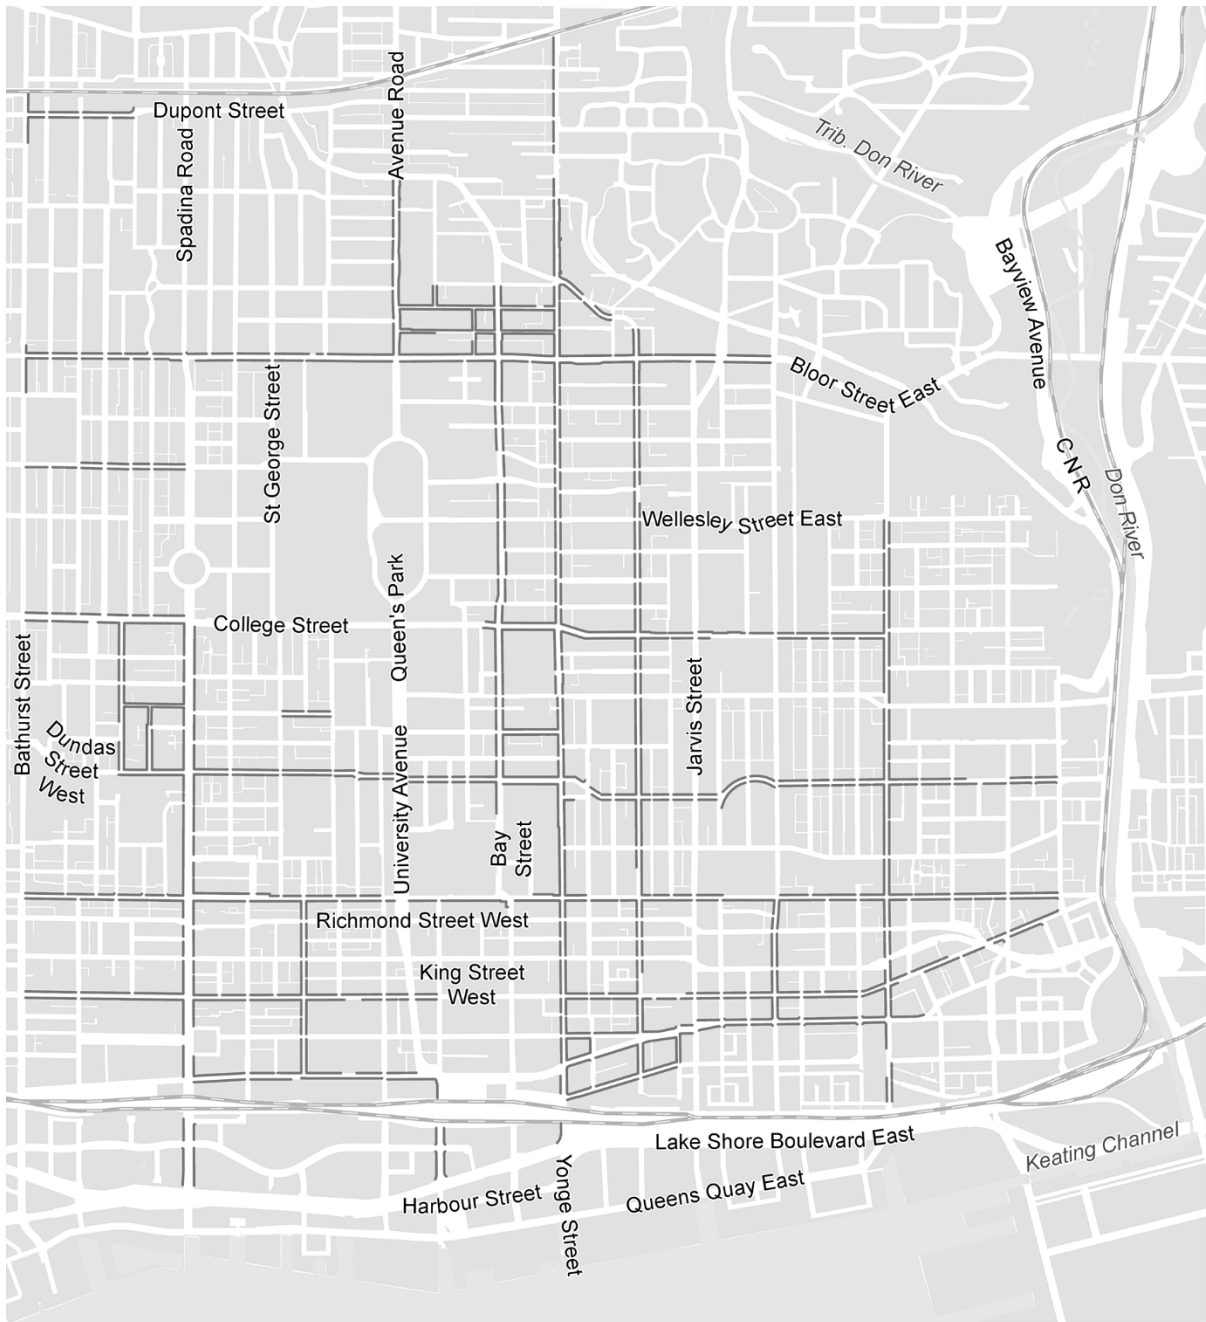 Dupont Street
Avenue Road
Spadina Road
Trib. Don River
Bayview Avenue
Bloor Street East
St George Street
C N R
Don River
Wellesley Street East
Queen's Park
College Street
Bathurst Street
Jarvis Street
Dundas
Street
West
University Avenue
Bay
Street
Richmond Street West
King Street
West
Lake Shore Boulevard East
Keating Channel
Harbour Street
Queens Quay East
Yonge Street